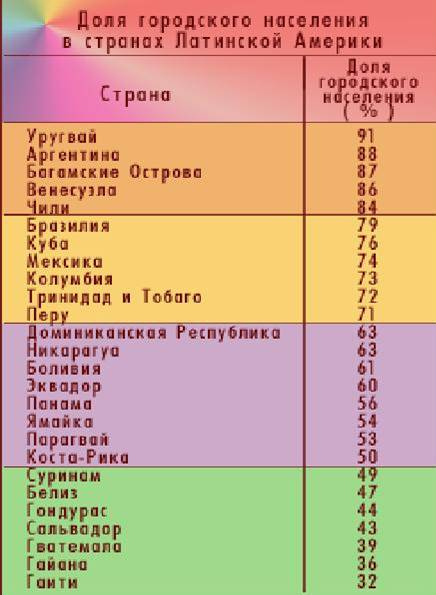 Доля городского населения
в странах Латинской Америки
Страна
Доля
городского
населения
( % )
Уругвай 91
Аргентина 88
Багамские Острова 87
Венесуэла 86
Чили 84
Бразилия 79
Куба 76
Мексика 74
Колумбия 73
Тринидад и Тобаго 72
Перу 71
Доминиканская Республика 63
Никарагуа 63
Боливия 61
Эквадор 60
Панама 56
Ямайка 54
Парагвай 53
Коста-Рика 50
Суринам 49
Белиз 47
Гондурас 44
Сальвадор 43
Гватемала 39
Гайана 36
Гаити 32